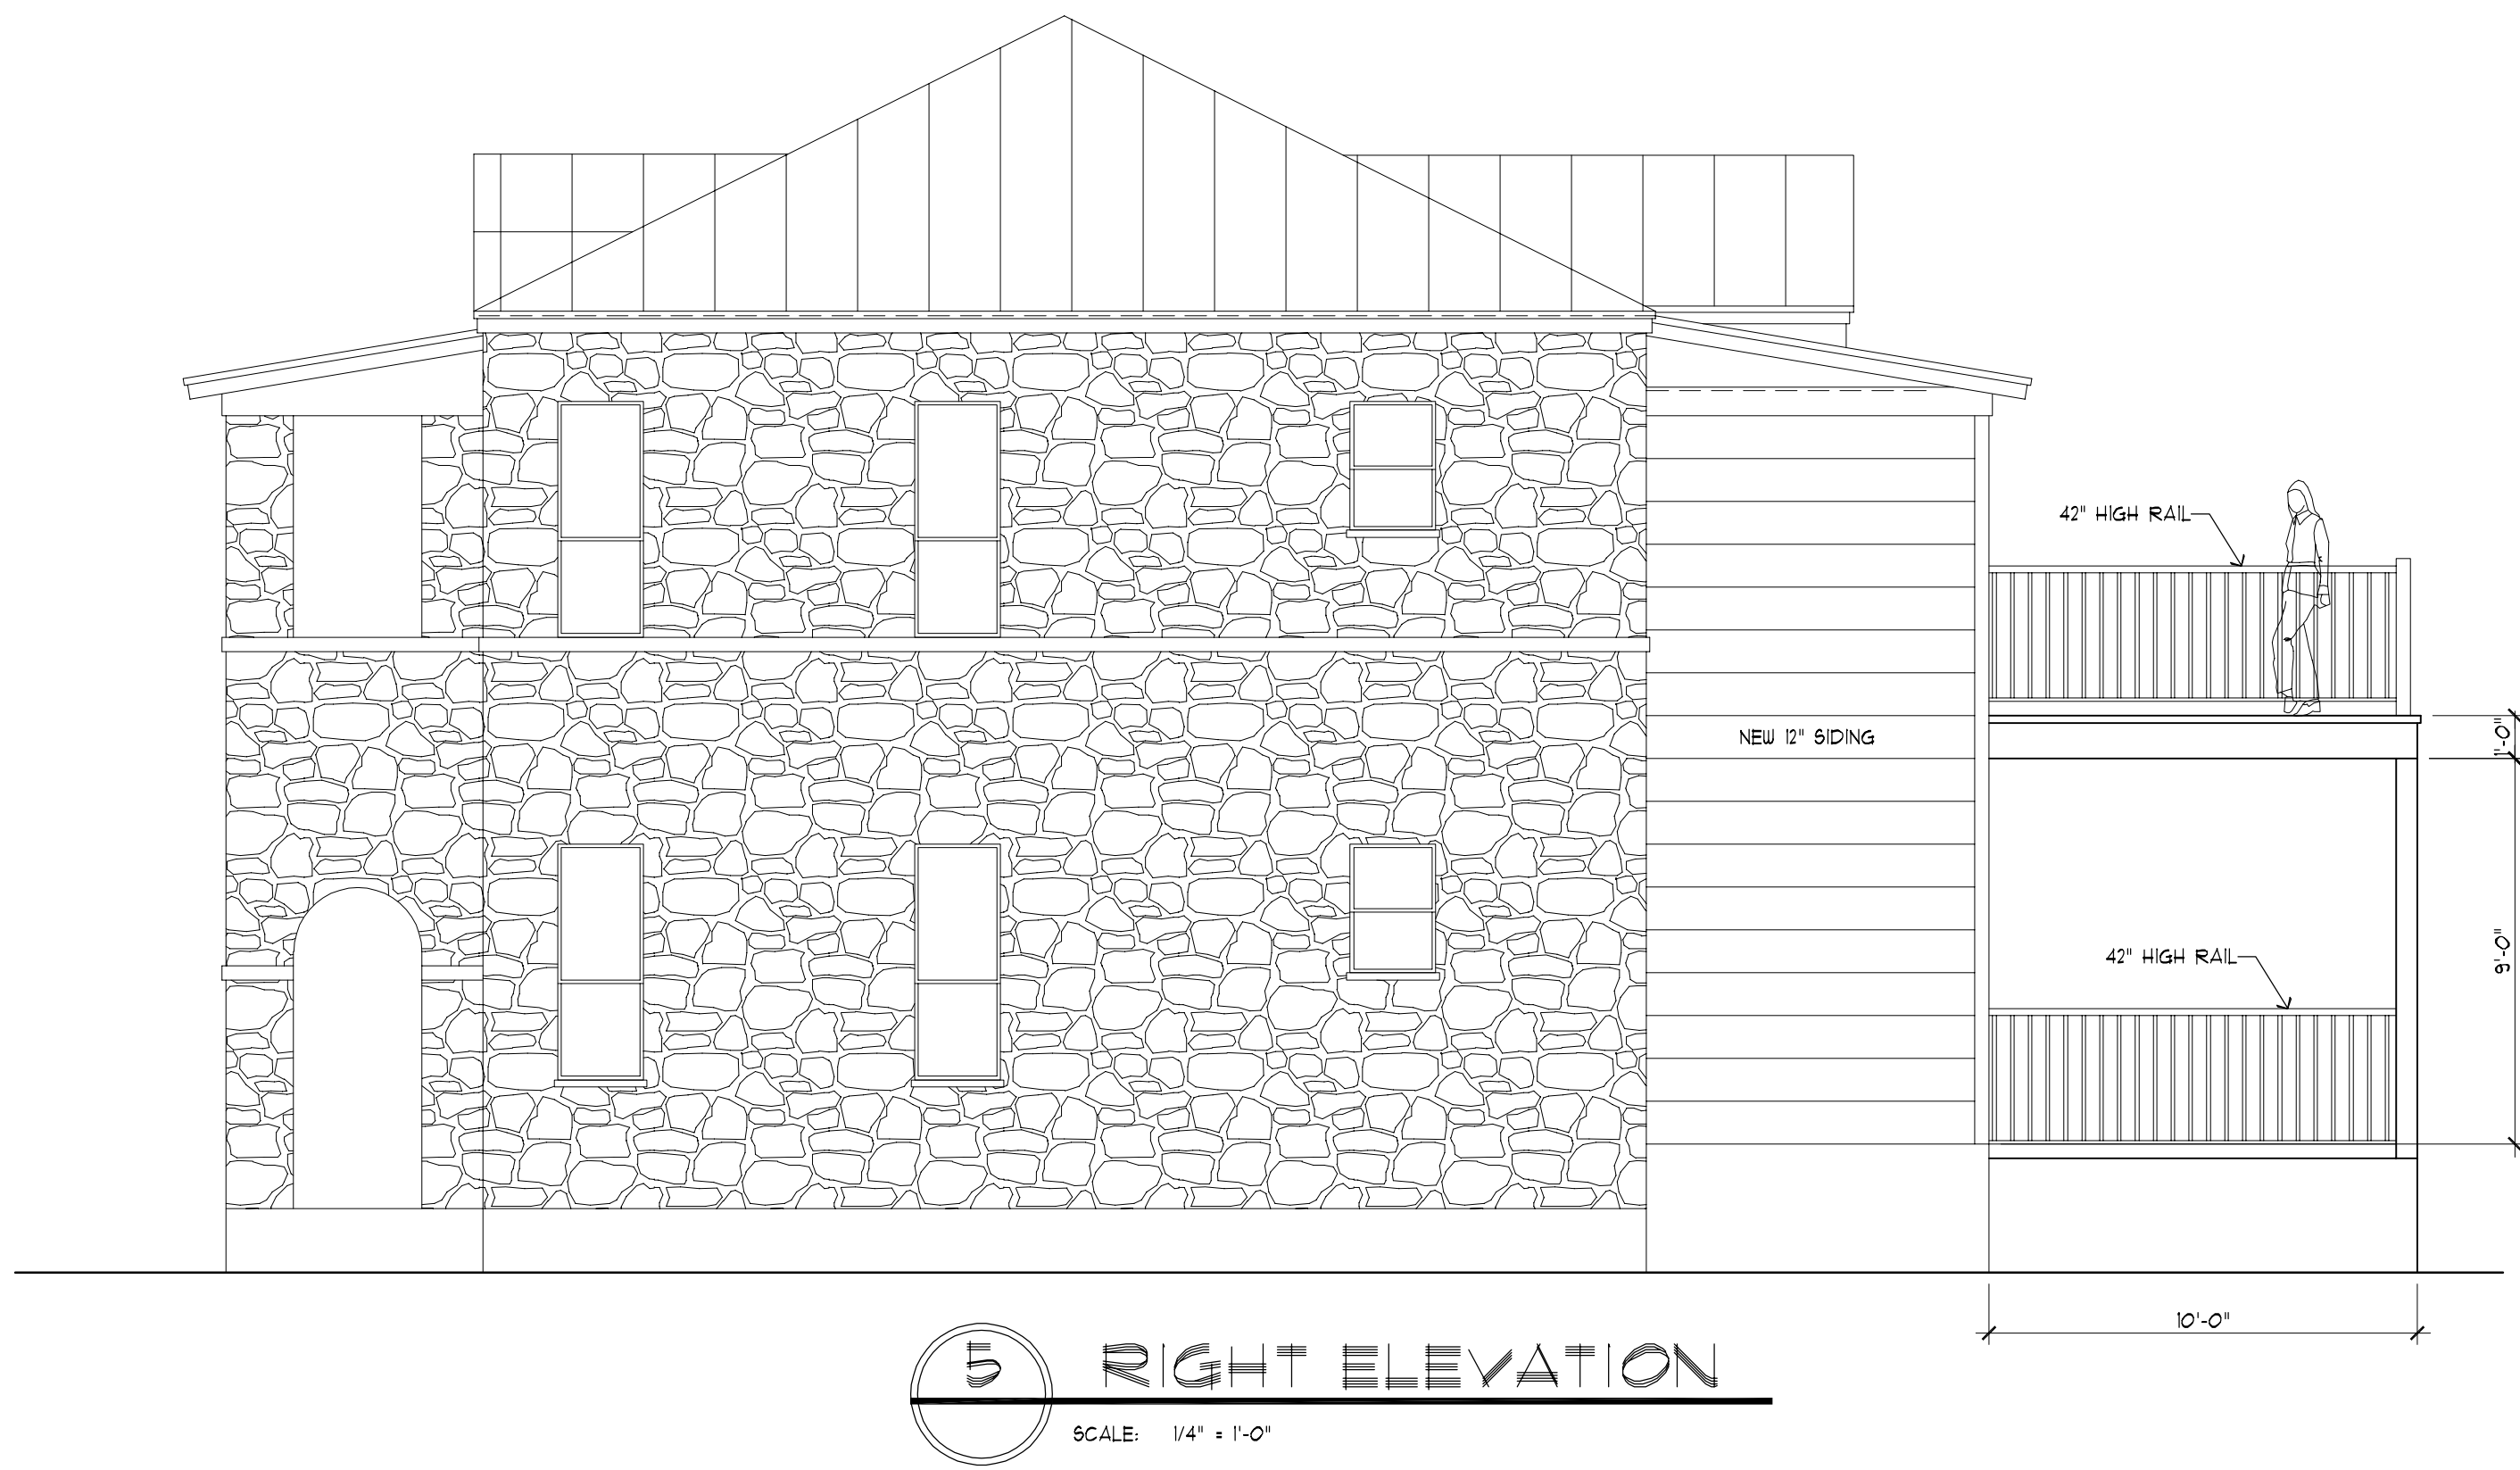 42" HIGH RAIL
NEW 12" SIDING
1'-0"
9'-0"
42" HIGH RAIL
10'-0"
5 RIGHT ELEVATION
SCALE: 1/4" = 1'-0"